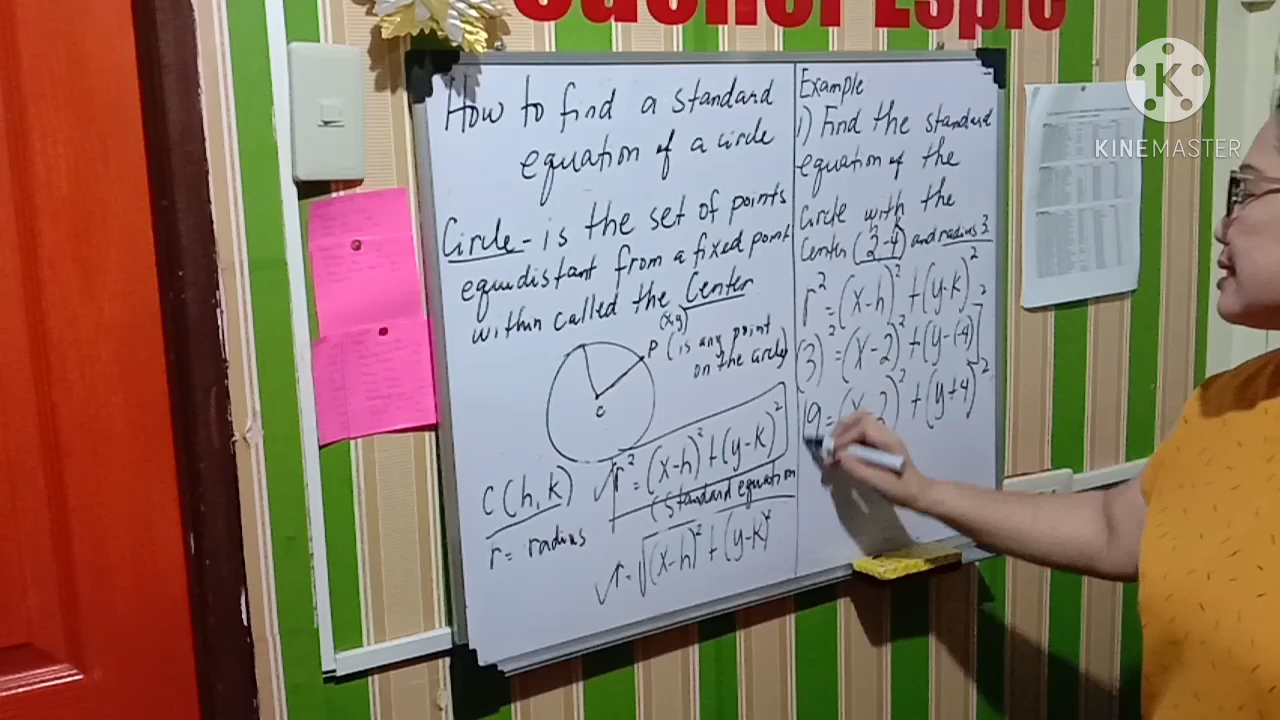 Teacher Espie
KINEMASTER
How to find a standard
equation of a circle
Circle - is the set of points
equidistant from a fixed point
within called the Center
(x,y)
P (is any point
on the circle)
C
C(h, k)
r = radius
✓r² = (x-h)² + (y-k)²
(standard equation
✓r = √(x-h)² + (y-k)²
Example
1) Find the standard
equation of the
Circle with the
h k
Center (2-4) and radius 3.
r² = (x-h)² + (y-k)²
(3)² = (x-2)² + [y-(-4)]²
9 = (x-2)² + (y+4)²